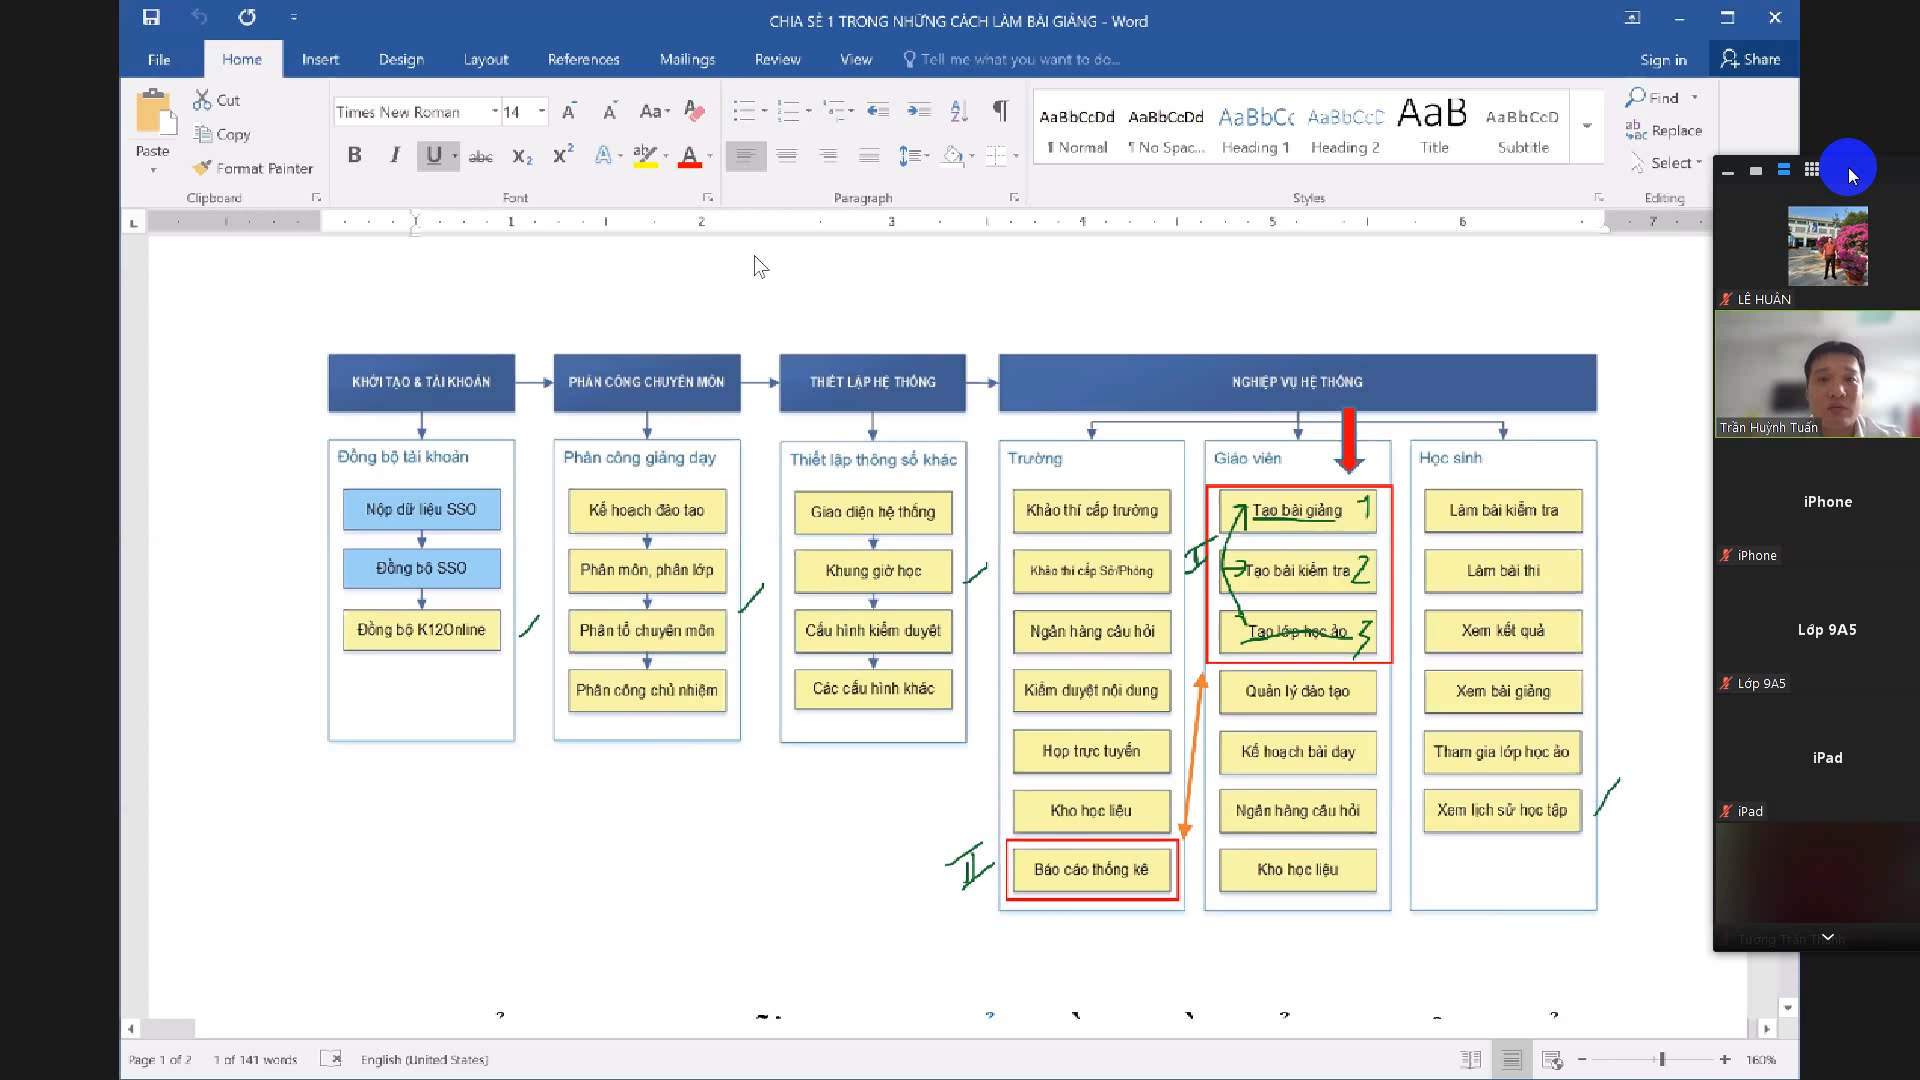 CHIA SẺ 1 TRONG NHỮNG CÁCH LÀM BÀI GIẢNG - Word
File Home Insert Design Layout References Mailings Review View Tell me what you want to do... Sign in Share
Paste
Cut
Copy
Format Painter
Clipboard
Times New Roman 14
Font
Paragraph
AaBbCcDd AaBbCcDd AaBbCc AaBbCcC AaB AaBbCcD
¶ Normal ¶ No Spac... Heading 1 Heading 2 Title Subtitle
Styles
Find
Replace
Select
Editing
1 2 3 4 5 6 7
KHỞI TẠO & TÀI KHOẢN
Đồng bộ tài khoản
Nộp dữ liệu SSO
Đồng bộ SSO
Đồng bộ K12Online
PHÂN CÔNG CHUYÊN MÔN
Phân công giảng dạy
Kế hoạch đào tạo
Phân môn, phân lớp
Phân tổ chuyên môn
Phân công chủ nhiệm
THIẾT LẬP HỆ THỐNG
Thiết lập thông số khác
Giao diện hệ thống
Khung giờ học
Cấu hình kiểm duyệt
Các cấu hình khác
NGHIỆP VỤ HỆ THỐNG
Trường
Khảo thí cấp trường
Khảo thí cấp Sở/Phòng
Ngân hàng câu hỏi
Kiểm duyệt nội dung
Họp trực tuyến
Kho học liệu
II Báo cáo thống kê
Giáo viên
Tạo bài giảng 1
I Tạo bài kiểm tra 2
Tạo lớp học ảo 3
Quản lý đào tạo
Kế hoạch bài dạy
Ngân hàng câu hỏi
Kho học liệu
Học sinh
Làm bài kiểm tra
Làm bài thi
Xem kết quả
Xem bài giảng
Tham gia lớp học ảo
Xem lịch sử học tập
LÊ HUÂN
Trần Huỳnh Tuấn
iPhone
iPhone
Lớp 9A5
Lớp 9A5
iPad
iPad
Tường Trần Thanh
Page 1 of 2 1 of 141 words English (United States) 160%